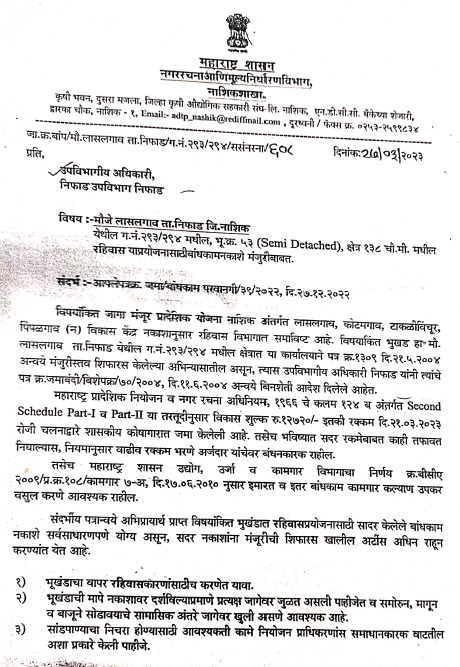 महाराष्ट्र शासन
नगररचनाआणिमूल्यनिर्धारणविभाग,
नाशिकशाखा.
कृषी भवन, दुसरा मजला, जिल्हा कृषी औद्योगिक सहकारी संघ लि. नाशिक, एन.डी.सी.सी. बँकेच्या शेजारी,
द्वारका चौक, नाशिक - १, Email:- adtp_nashik@rediffmail.com , दुरध्वनी / फॅक्स क्र. ०२५३-२५९१८३४
जा.क्र.बांप/मौ.लासलगाव ता.निफाड/ग.नं.२९३/२९४/ससंनरना/६०८ दिनांक:२७/०३/२०२३
प्रति,
उपविभागीय अधिकारी,
निफाड उपविभाग निफाड
विषय :-मौजे लासलगाव ता.निफाड जि.नाशिक
येथील ग.नं.२९३/२९४ मधील, भू.क्र. ५३ (Semi Detached), क्षेत्र १३८ चौ.मी. मधील
रहिवास याप्रयोजनासाठीबांधकामनकाशे मंजुरीबाबत.
संदर्भ :-आपलेपत्रक्र. जमा/बांधकाम परवानगी/३९/२०२२, दि.२७.१२.२०२२
विषयांकित जागा मंजूर प्रादेशिक योजना नाशिक अंतर्गत लासलगाव, कोटमगाव, टाकळीविंचूर,
पिंपळगाव (न) विकास केंद्र नकाशानुसार रहिवास विभागात समाविष्ट आहे. विषयांकित भुखंड हा मौ.
लासलगाव ता.निफाड येथील ग.नं.२९३/२९४ मधील क्षेत्रात या कार्यालयाने पत्र क्र.१३०९ दि.२१.५.२००४
अन्वये मंजुरीस्तव शिफारस केलेल्या अभिन्यासातील असून, त्यास उपविभागीय अधिकारी निफाड यांनी त्यांचे
पत्र क्र.जमाबंदी/बिशेपक्र/७०/२००४, दि.११.६.२००४ अन्वये बिनशेती आदेश दिलेले आहेत.
महाराष्ट्र प्रादेशिक नियोजन व नगर रचना अधिनियम, १९६६ चे कलम १२४ ब अंतर्गत Second
Schedule Part-I व Part-II या तरतूदीनुसार विकास शुल्क रु.१२७२०/- इतकी रक्कम दि.२१.०३.२०२३
रोजी चलनाद्वारे शासकीय कोषागारात जमा केलेली आहे. तसेच भविष्यात सदर रकमेबाबत काही तफावत
निघाल्यास, नियमानुसार वाढीव रक्कम भरणे अर्जदार यांचेवर बंधनकारक राहील.
तसेच महाराष्ट्र शासन उद्योग, उर्जा व कामगार विभागाचा निर्णय क्र.बीसीए
२००९/प्र.क्र.१०८/कामगार ७-अ, दि.१७.०६.२०१० नुसार इमारत व इतर बांधकाम कामगार कल्याण उपकर
वसुल करणे आवश्यक राहील.
संदर्भीय पत्रान्वये अभिप्रायार्थ प्राप्त विषयांकित भुखंडात रहिवासप्रयोजनासाठी सादर केलेले बांधकाम
नकाशे सर्वसाधारणपणे योग्य असून, सदर नकाशांना मंजुरीची शिफारस खालील अटींस अधिन राहून
करण्यांत येत आहे.
१) भूखंडाचा वापर रहिवासकारणांसाठीच करणेत यावा.
२) भूखंडाची मापे नकाशावर दर्शविल्याप्रमाणे प्रत्यक्ष जागेवर जुळत असली पाहीजेत व समोरुन, मागून
व बाजूने सोडावयाचे सामासिक अंतरे जागेवर खुली असणे आवश्यक आहे.
३) सांडपाण्याचा निचरा होण्यासाठी आवश्यकती कामे नियोजन प्राधिकरणांस समाधानकारक वाटतील
अशा प्रकारे केली पाहीजे.